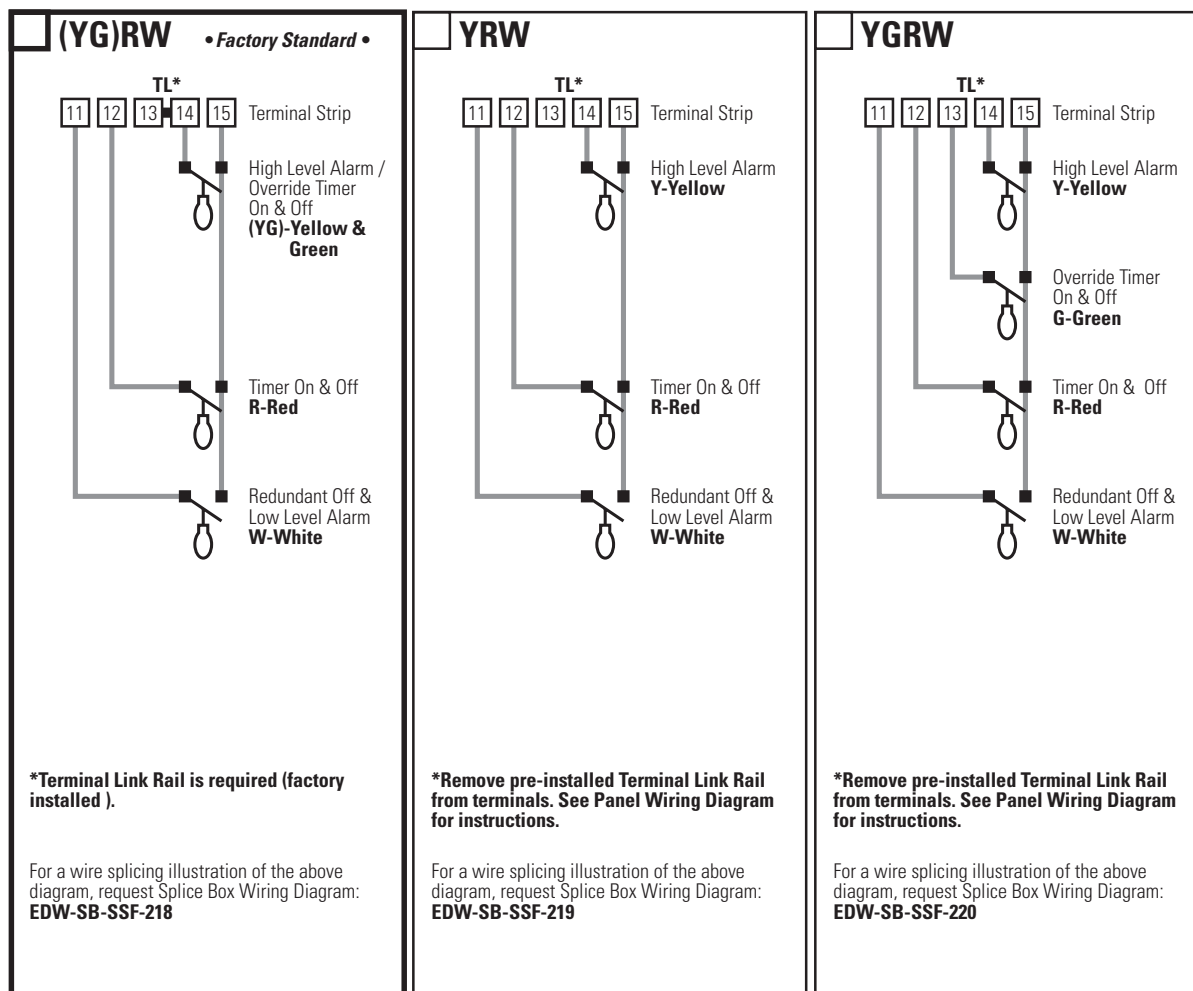 (YG)RW • Factory Standard •
TL*
11 12 13 14 15 Terminal Strip
High Level Alarm /
Override Timer
On & Off
(YG)-Yellow &
Green
Timer On & Off
R-Red
Redundant Off &
Low Level Alarm
W-White
*Terminal Link Rail is required (factory
installed ).
For a wire splicing illustration of the above
diagram, request Splice Box Wiring Diagram:
EDW-SB-SSF-218
YRW
TL*
11 12 13 14 15 Terminal Strip
High Level Alarm
Y-Yellow
Timer On & Off
R-Red
Redundant Off &
Low Level Alarm
W-White
*Remove pre-installed Terminal Link Rail
from terminals. See Panel Wiring Diagram
for instructions.
For a wire splicing illustration of the above
diagram, request Splice Box Wiring Diagram:
EDW-SB-SSF-219
YGRW
TL*
11 12 13 14 15 Terminal Strip
High Level Alarm
Y-Yellow
Override Timer
On & Off
G-Green
Timer On & Off
R-Red
Redundant Off &
Low Level Alarm
W-White
*Remove pre-installed Terminal Link Rail
from terminals. See Panel Wiring Diagram
for instructions.
For a wire splicing illustration of the above
diagram, request Splice Box Wiring Diagram:
EDW-SB-SSF-220